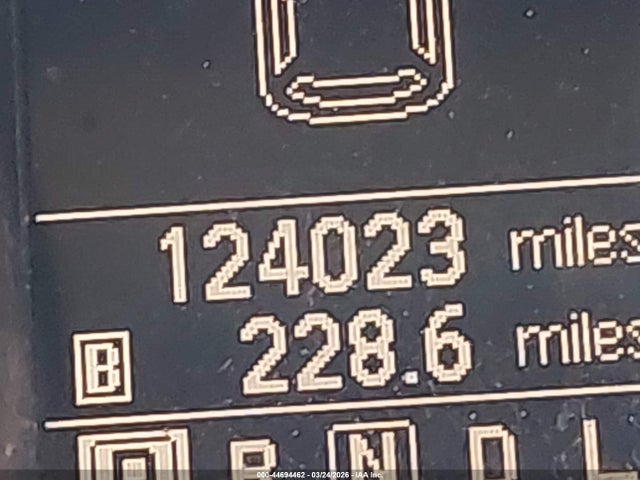 124023 miles
B 228.6 miles
P R N D L
000-44694462 - 03/24/2026 - IAA Inc.